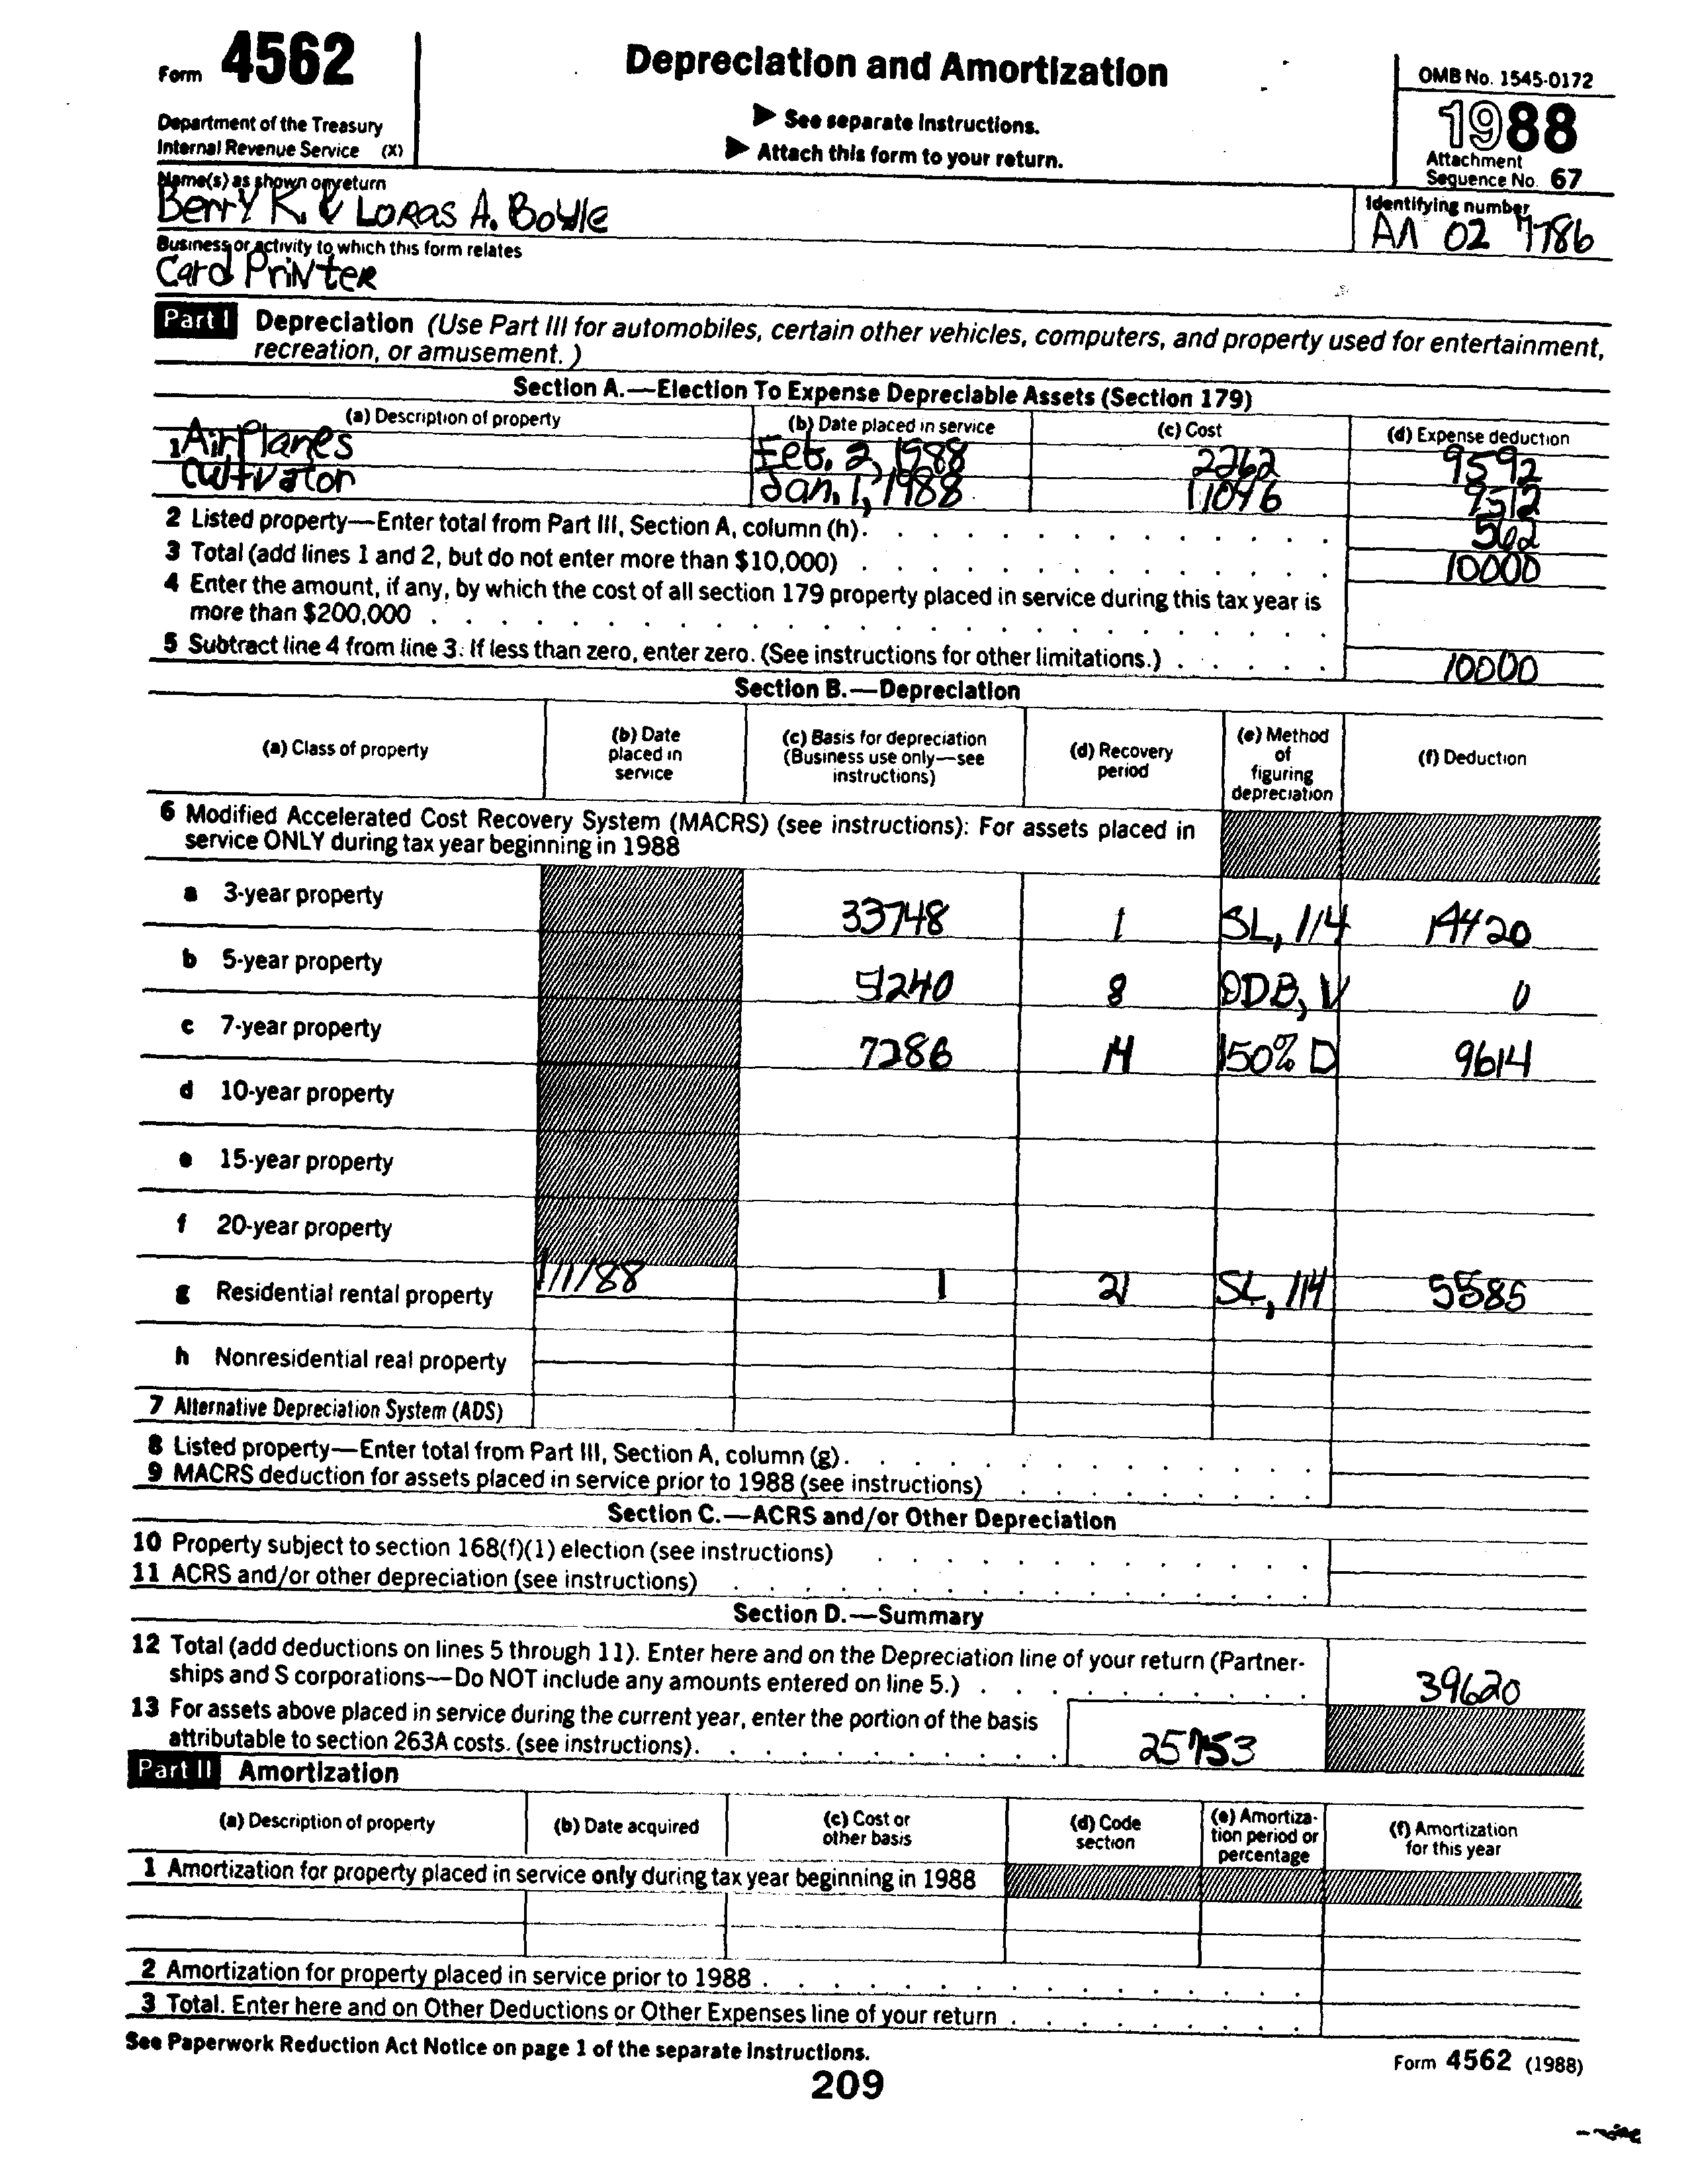 Form 4562
Department of the Treasury
Internal Revenue Service (X)
Depreciation and Amortization
▶ See separate instructions.
▶ Attach this form to your return.
OMB No. 1545-0172
1988
Attachment
Sequence No. 67
Name(s) as shown on return
Berry K. & Loras A. Boyle
Identifying number
02 7786
Business or activity to which this form relates
Card Printer
Part I Depreciation (Use Part III for automobiles, certain other vehicles, computers, and property used for entertainment,
recreation, or amusement.)
Section A.—Election To Expense Depreciable Assets (Section 179)
(a) Description of property (b) Date placed in service (c) Cost (d) Expense deduction
1 Airplanes Feb. 2, 1988 2262 9592
Cultivator Jan. 1, 1988 11046 9512
2 Listed property—Enter total from Part III, Section A, column (h). 562
3 Total (add lines 1 and 2, but do not enter more than $10,000) 10000
4 Enter the amount, if any, by which the cost of all section 179 property placed in service during this tax year is
more than $200,000
5 Subtract line 4 from line 3. If less than zero, enter zero. (See instructions for other limitations.) 10000
Section B.—Depreciation
(a) Class of property (b) Date placed in service (c) Basis for depreciation (Business use only—see instructions) (d) Recovery period (e) Method of figuring depreciation (f) Deduction
6 Modified Accelerated Cost Recovery System (MACRS) (see instructions): For assets placed in
service ONLY during tax year beginning in 1988
a 3-year property 33748 1 SL, 1/4 14420
b 5-year property 51240 8 DDB, V 0
c 7-year property 7286 14 150% D 9614
d 10-year property
e 15-year property
f 20-year property
g Residential rental property 1/1/88 1 21 SL, 1/4 5585
h Nonresidential real property
7 Alternative Depreciation System (ADS)
8 Listed property—Enter total from Part III, Section A, column (g).
9 MACRS deduction for assets placed in service prior to 1988 (see instructions)
Section C.—ACRS and/or Other Depreciation
10 Property subject to section 168(f)(1) election (see instructions)
11 ACRS and/or other depreciation (see instructions)
Section D.—Summary
12 Total (add deductions on lines 5 through 11). Enter here and on the Depreciation line of your return (Partner-
ships and S corporations—Do NOT include any amounts entered on line 5.) 39620
13 For assets above placed in service during the current year, enter the portion of the basis
attributable to section 263A costs. (see instructions). 25753
Part II Amortization
(a) Description of property (b) Date acquired (c) Cost or other basis (d) Code section (e) Amortiza-tion period or percentage (f) Amortization for this year
1 Amortization for property placed in service only during tax year beginning in 1988
2 Amortization for property placed in service prior to 1988
3 Total. Enter here and on Other Deductions or Other Expenses line of your return
See Paperwork Reduction Act Notice on page 1 of the separate instructions.
Form 4562 (1988)
209